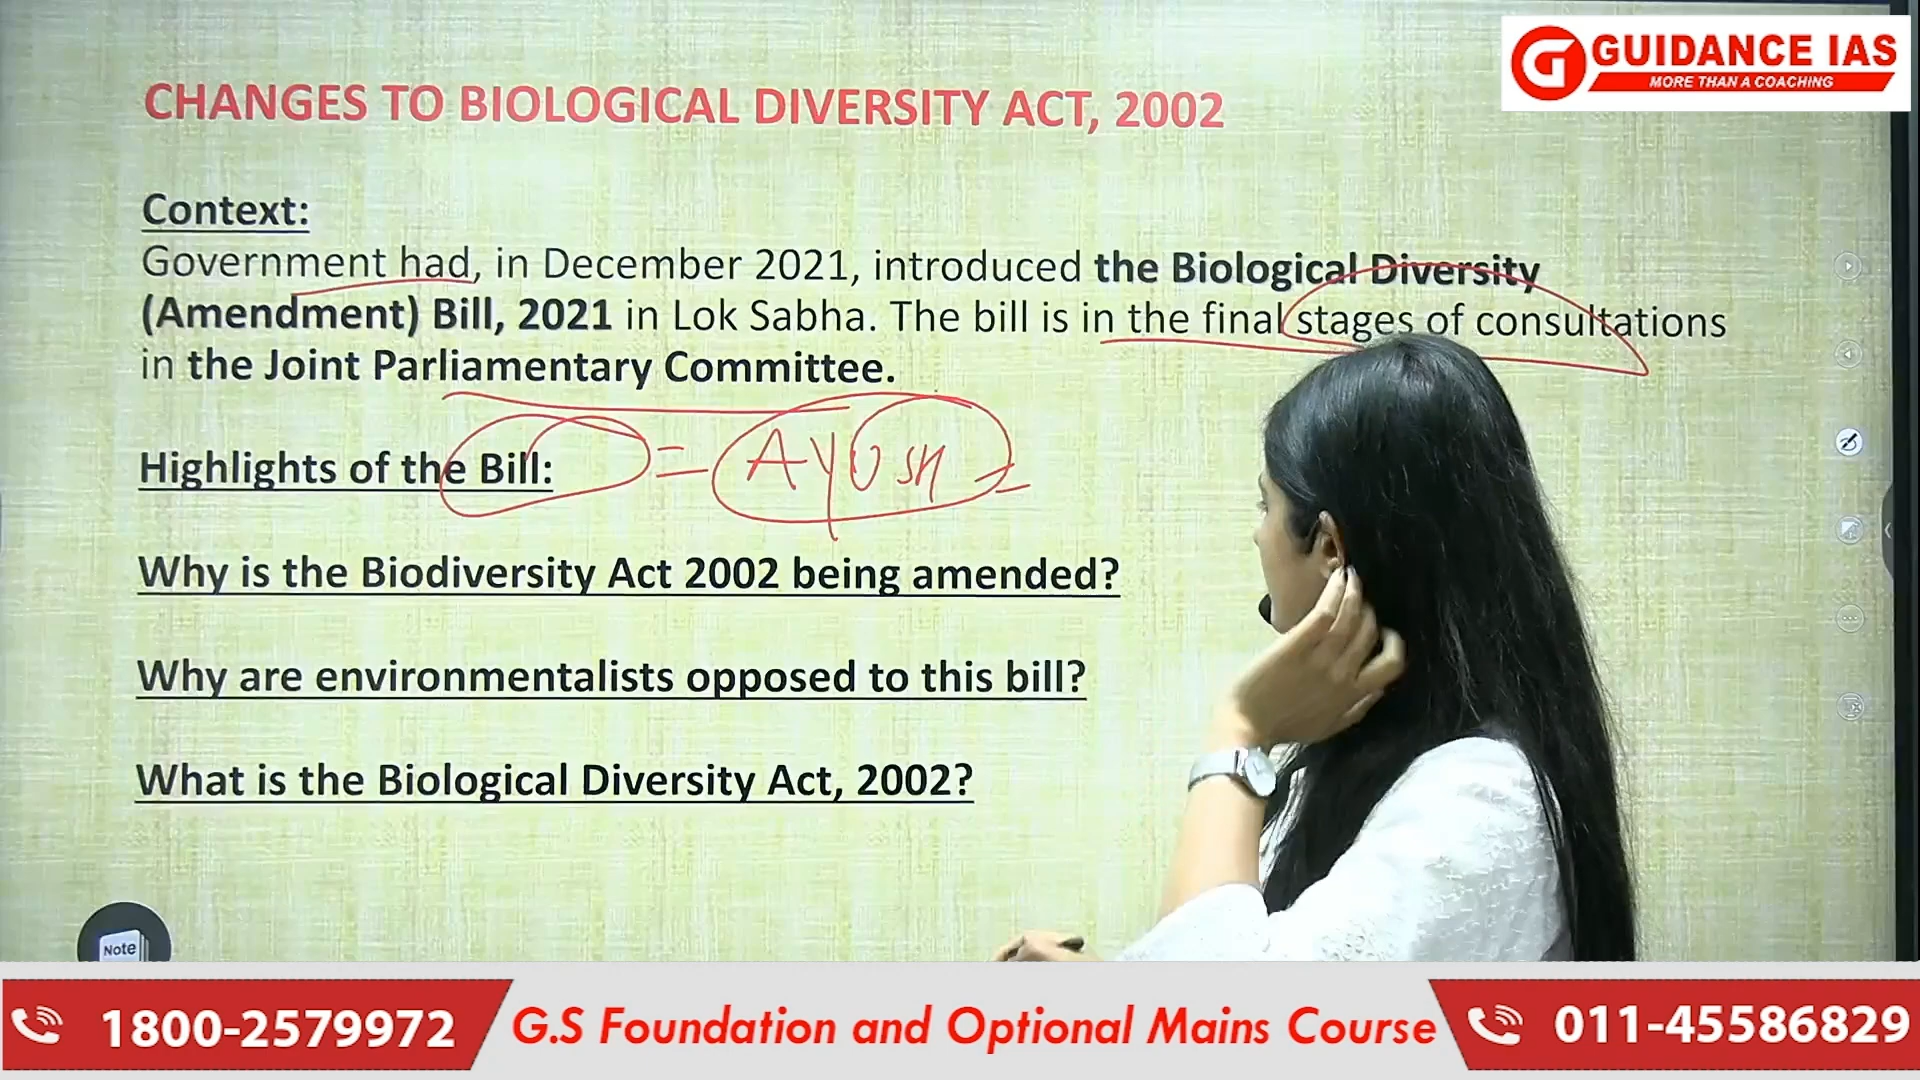 GUIDANCE IAS
MORE THAN A COACHING
CHANGES TO BIOLOGICAL DIVERSITY ACT, 2002
Context:
Government had, in December 2021, introduced the Biological Diversity
(Amendment) Bill, 2021 in Lok Sabha. The bill is in the final stages of consultations
in the Joint Parliamentary Committee.
Highlights of the Bill:
= AYUSH
Why is the Biodiversity Act 2002 being amended?
Why are environmentalists opposed to this bill?
What is the Biological Diversity Act, 2002?
Note
1800-2579972
G.S Foundation and Optional Mains Course
011-45586829